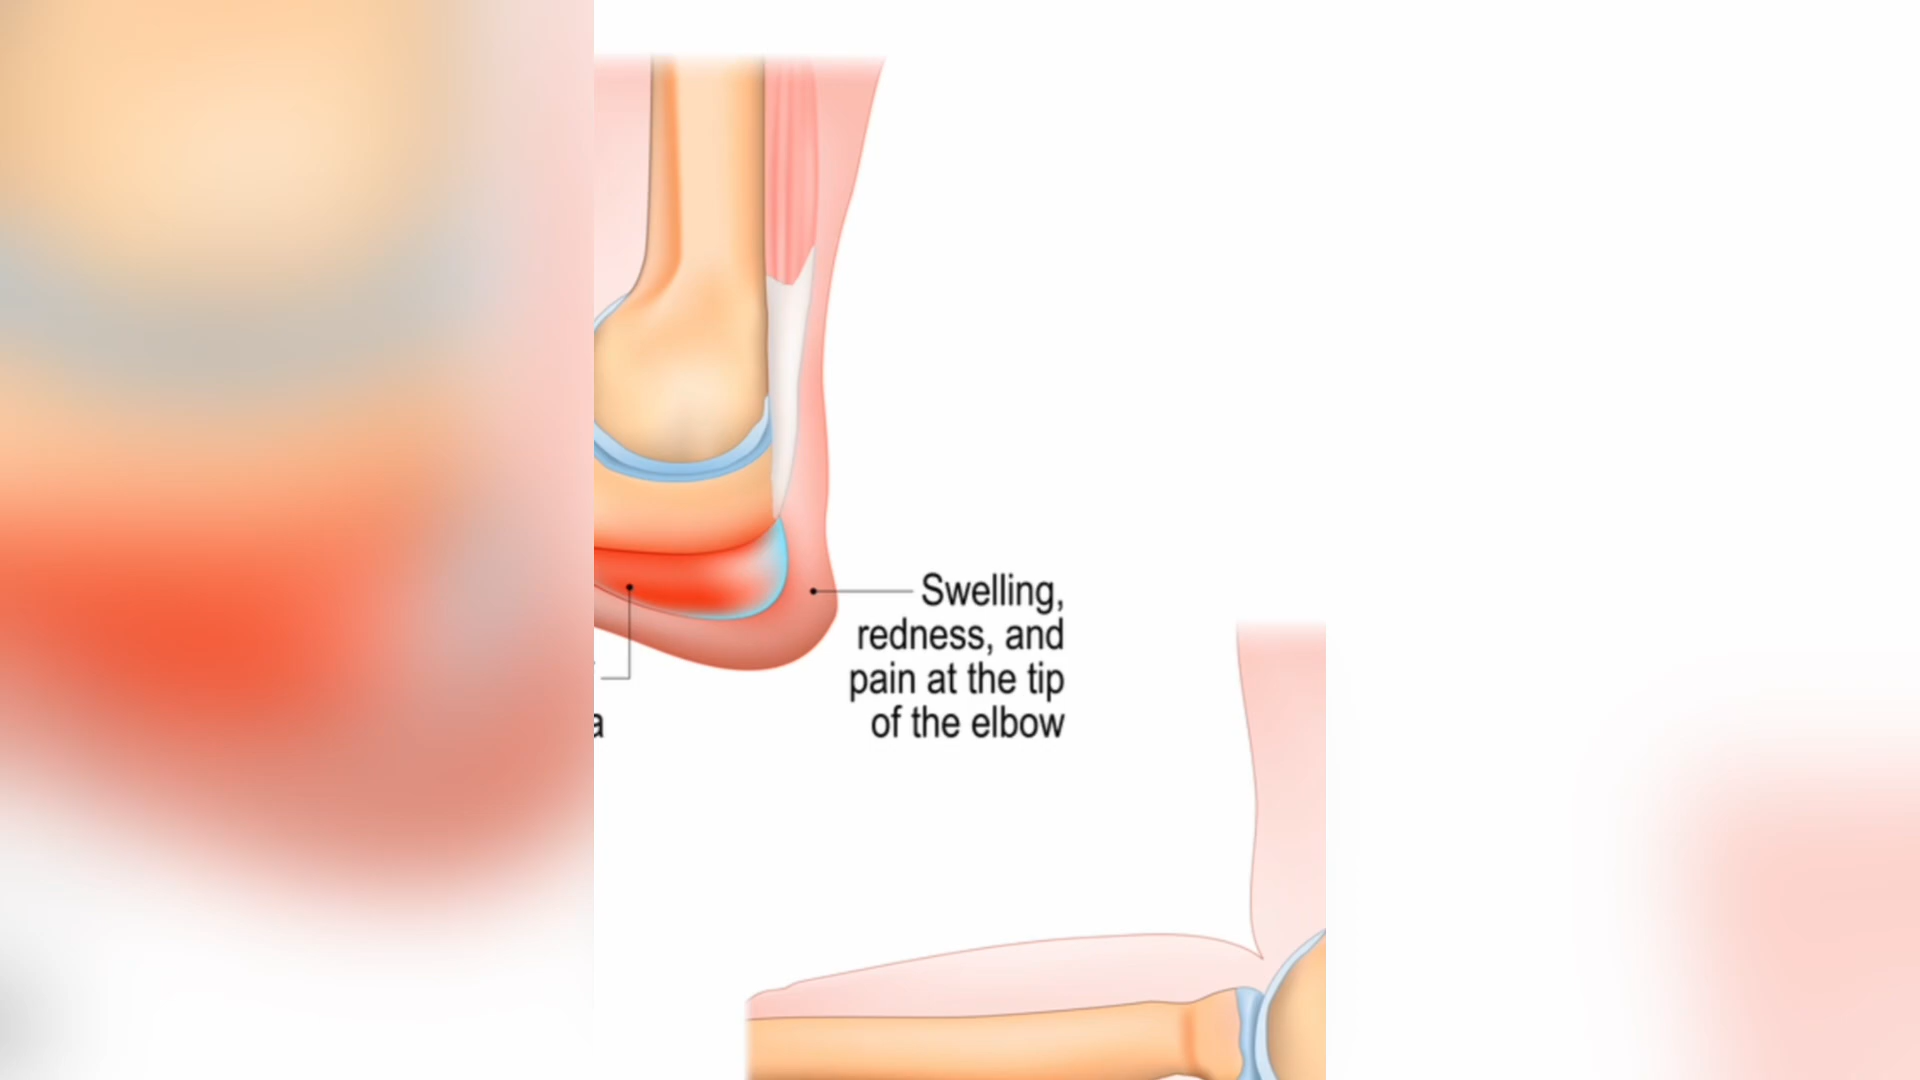 Swelling,
redness, and
pain at the tip
of the elbow
a